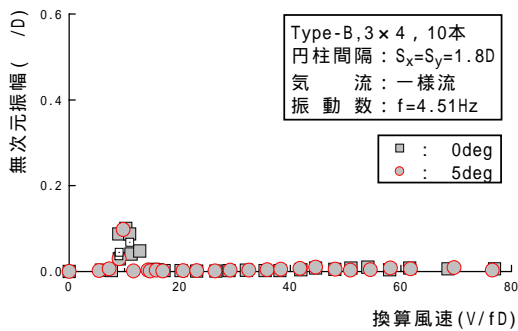 0.6
Type-B,3×4,10本
円柱間隔:Sx=Sy=1.8D
気流:一様流
振動数:f=4.51Hz
0.4
: 0deg
: 5deg
無次元振幅( /D)
0.2
0.0
0 20 40 60 80
換算風速(V/fD)